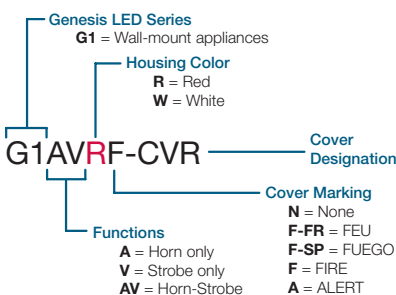 Genesis LED Series
G1 = Wall-mount appliances
Housing Color
R = Red
W = White
G1AVRF-CVR
Cover
Designation
Functions
A = Horn only
V = Strobe only
AV = Horn-Strobe
Cover Marking
N = None
F-FR = FEU
F-SP = FUEGO
F = FIRE
A = ALERT